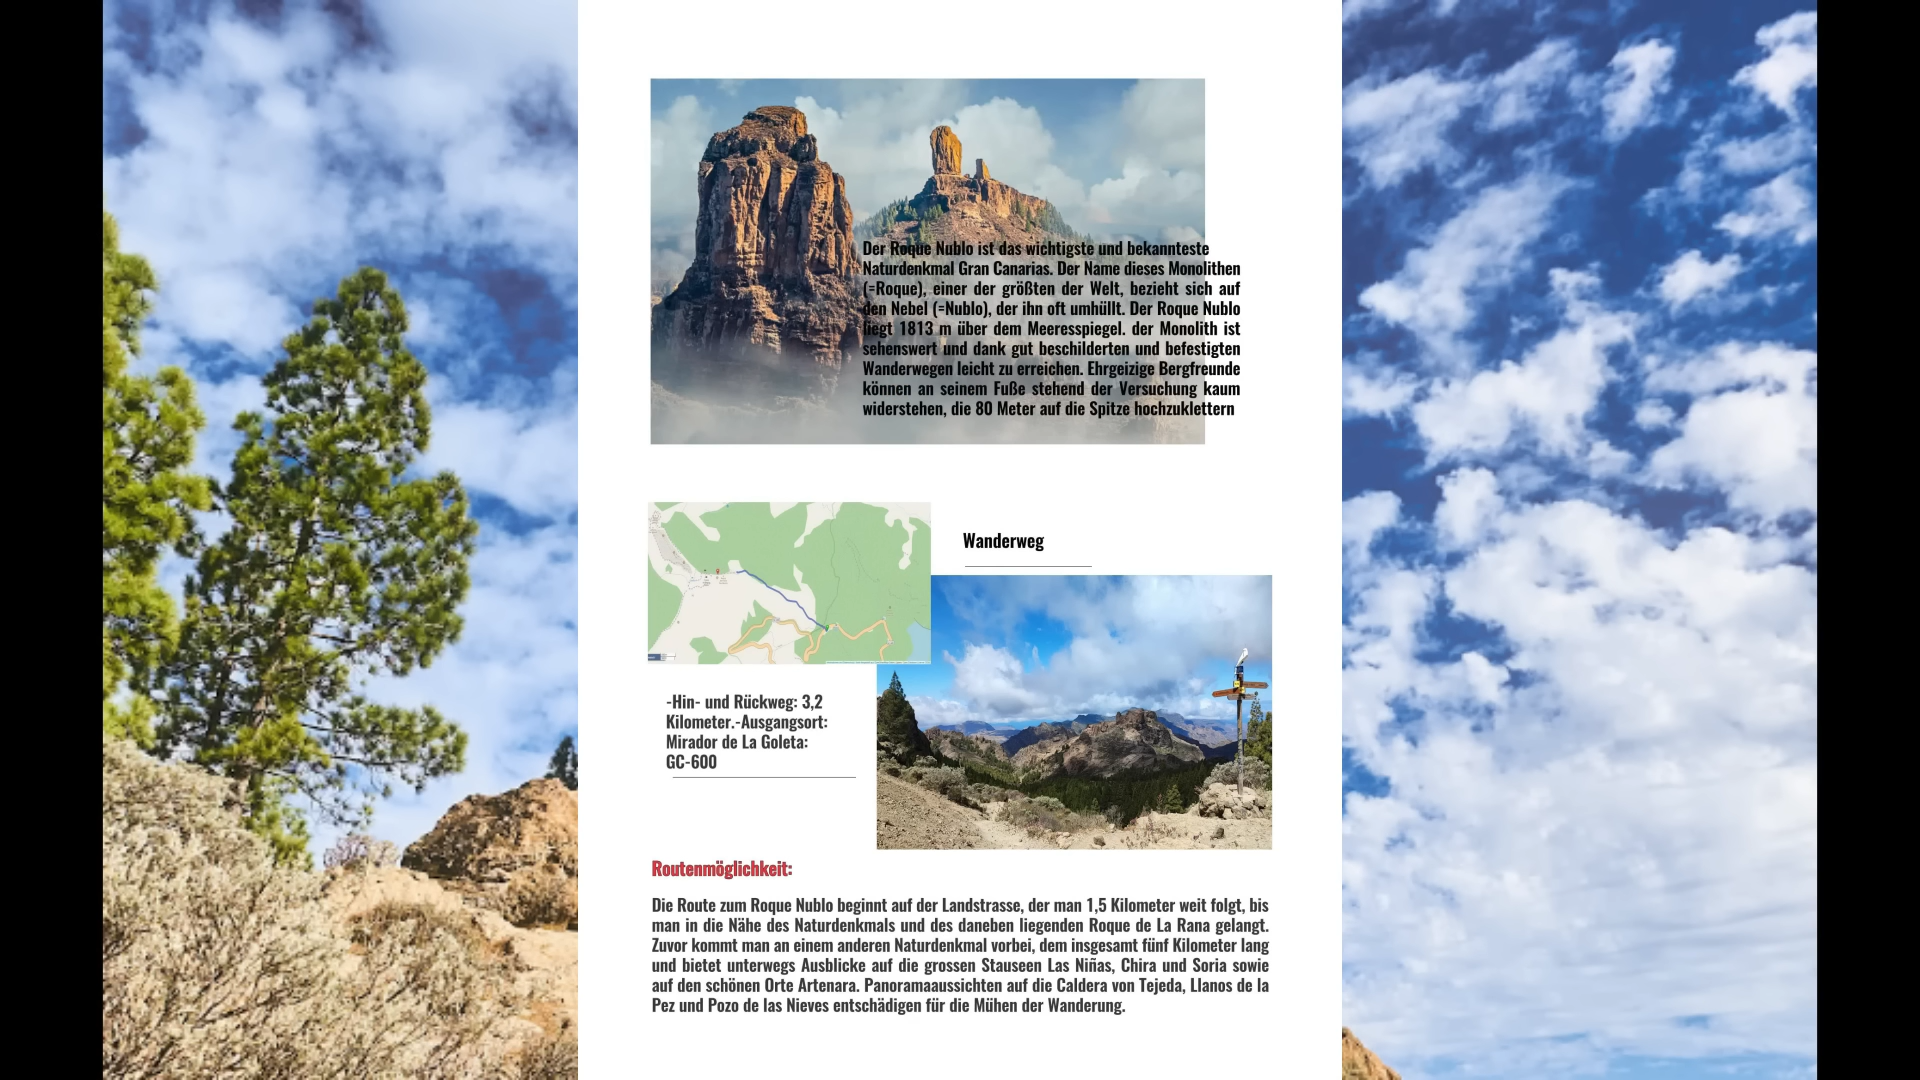 Der Roque Nublo ist das wichtigste und bekannteste
Naturdenkmal Gran Canarias. Der Name dieses Monolithen
(=Roque), einer der größten der Welt, bezieht sich auf
den Nebel (=Nublo), der ihn oft umhüllt. Der Roque Nublo
liegt 1813 m über dem Meeresspiegel. der Monolith ist
sehenswert und dank gut beschilderten und befestigten
Wanderwegen leicht zu erreichen. Ehrgeizige Bergfreunde
können an seinem Fuße stehend der Versuchung kaum
widerstehen, die 80 Meter auf die Spitze hochzuklettern
Wanderweg
-Hin- und Rückweg: 3,2
Kilometer.-Ausgangsort:
Mirador de La Goleta:
GC-600
Routenmöglichkeit:
Die Route zum Roque Nublo beginnt auf der Landstrasse, der man 1,5 Kilometer weit folgt, bis
man in die Nähe des Naturdenkmals und des daneben liegenden Roque de La Rana gelangt.
Zuvor kommt man an einem anderen Naturdenkmal vorbei, dem insgesamt fünf Kilometer lang
und bietet unterwegs Ausblicke auf die grossen Stauseen Las Niñas, Chira und Soria sowie
auf den schönen Orte Artenara. Panoramaaussichten auf die Caldera von Tejeda, Llanos de la
Pez und Pozo de las Nieves entschädigen für die Mühen der Wanderung.